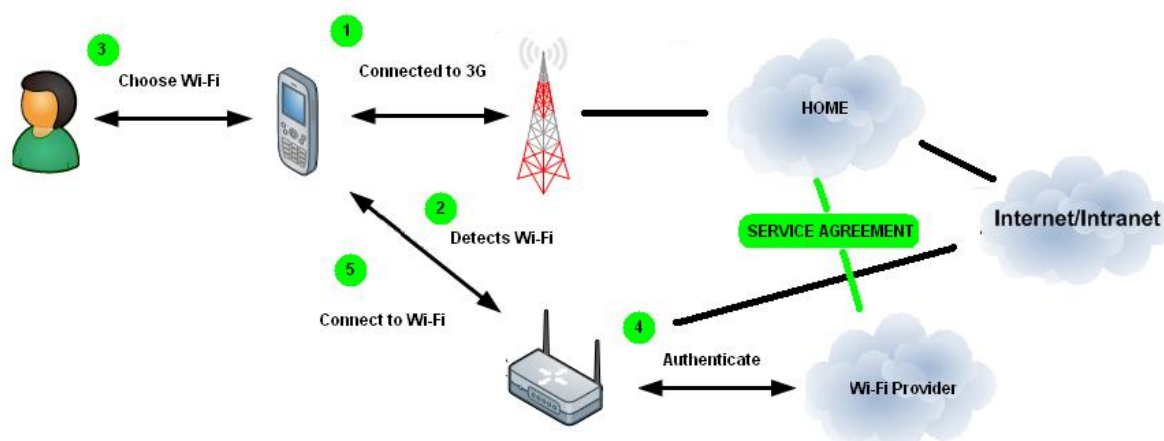 1
3
Choose Wi-Fi
Connected to 3G
HOME
2
Detects Wi-Fi
SERVICE AGREEMENT
Internet/Intranet
5
Connect to Wi-Fi
4
Authenticate
Wi-Fi Provider